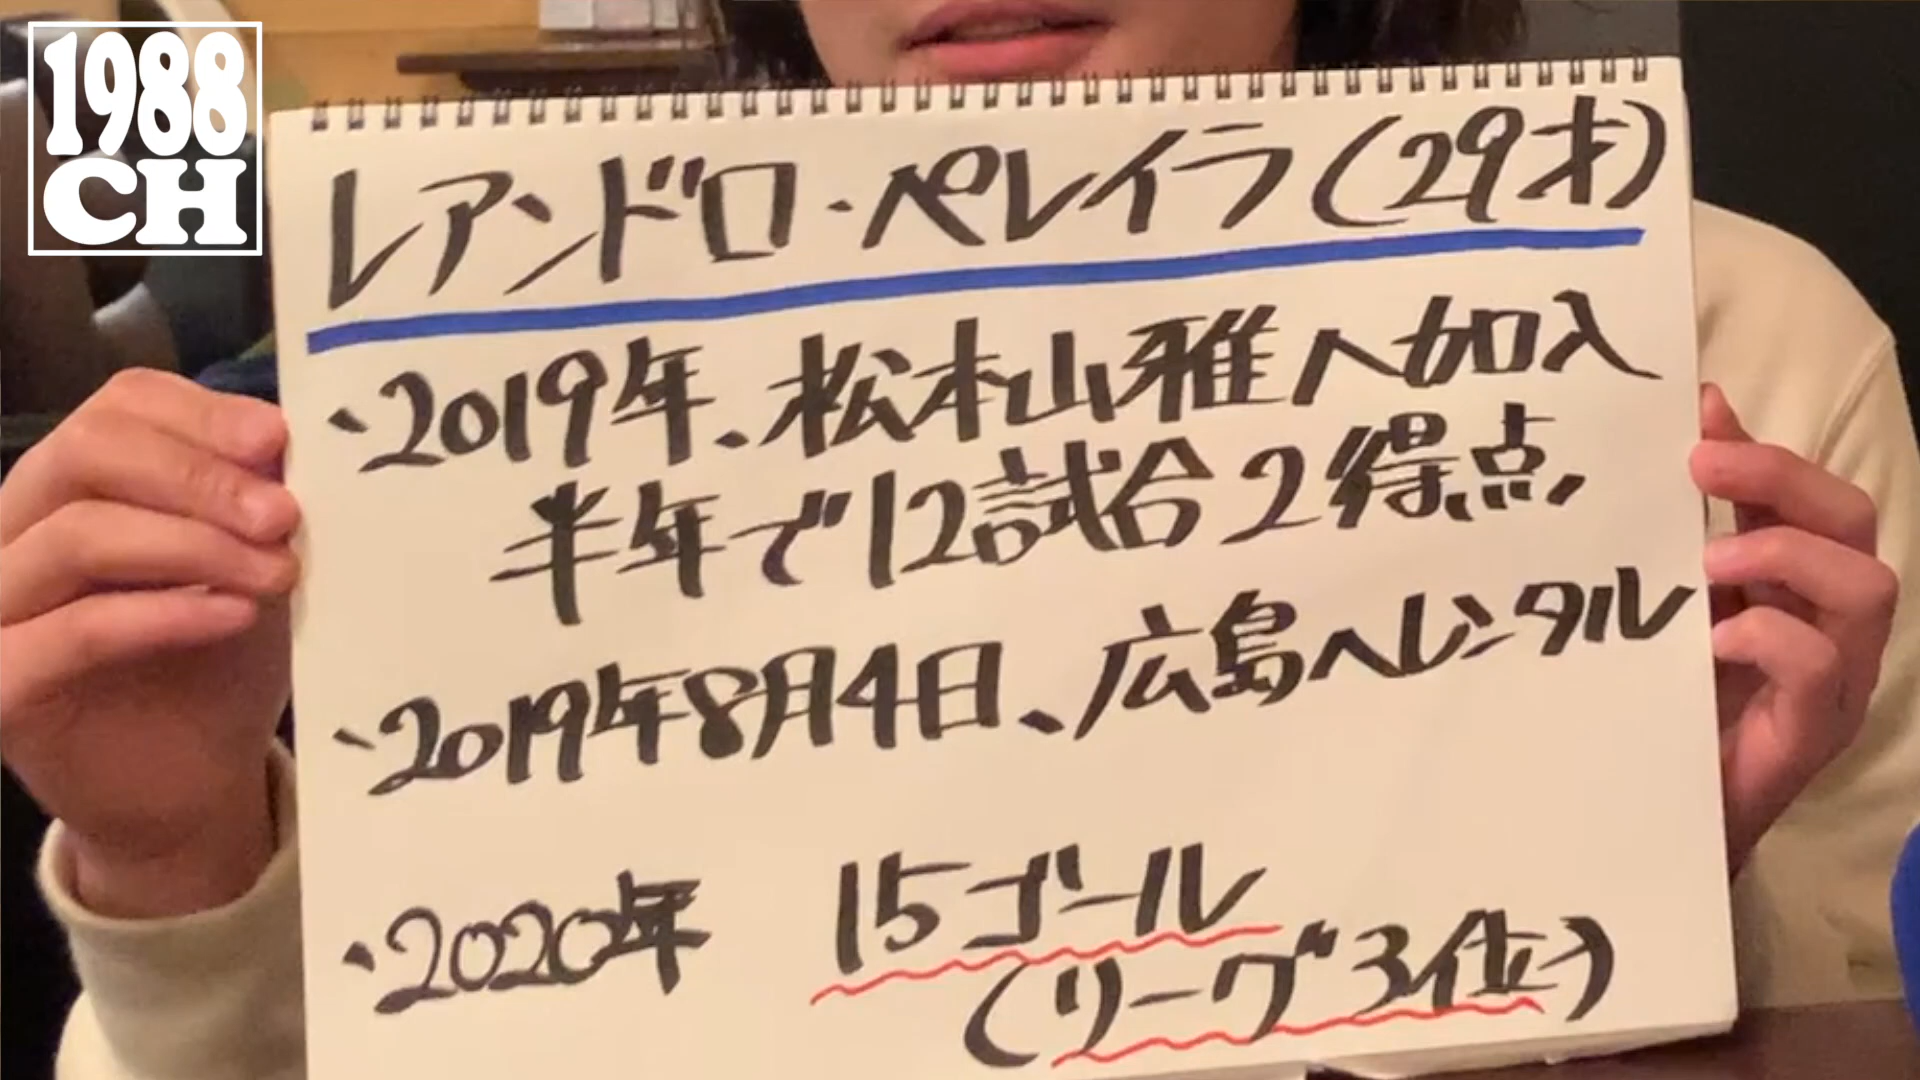 1988
CH
レアンドロ・ペレイラ(29才)
・2019年、松本山雅へ加入
半年で12試合2得点
・2019年8月4日、広島へレンタル
・2020年 15ゴール
(リーグ3位)